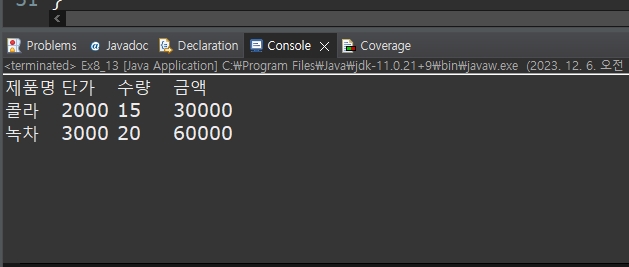 51 }
<
Problems Javadoc Declaration Console Coverage
<terminated> Ex8_13 [Java Application] C:₩Program Files₩Java₩jdk-11.0.21+9₩bin₩javaw.exe (2023. 12. 6. 오전
제품명 단가 수량 금액
콜라 2000 15 30000
녹차 3000 20 60000